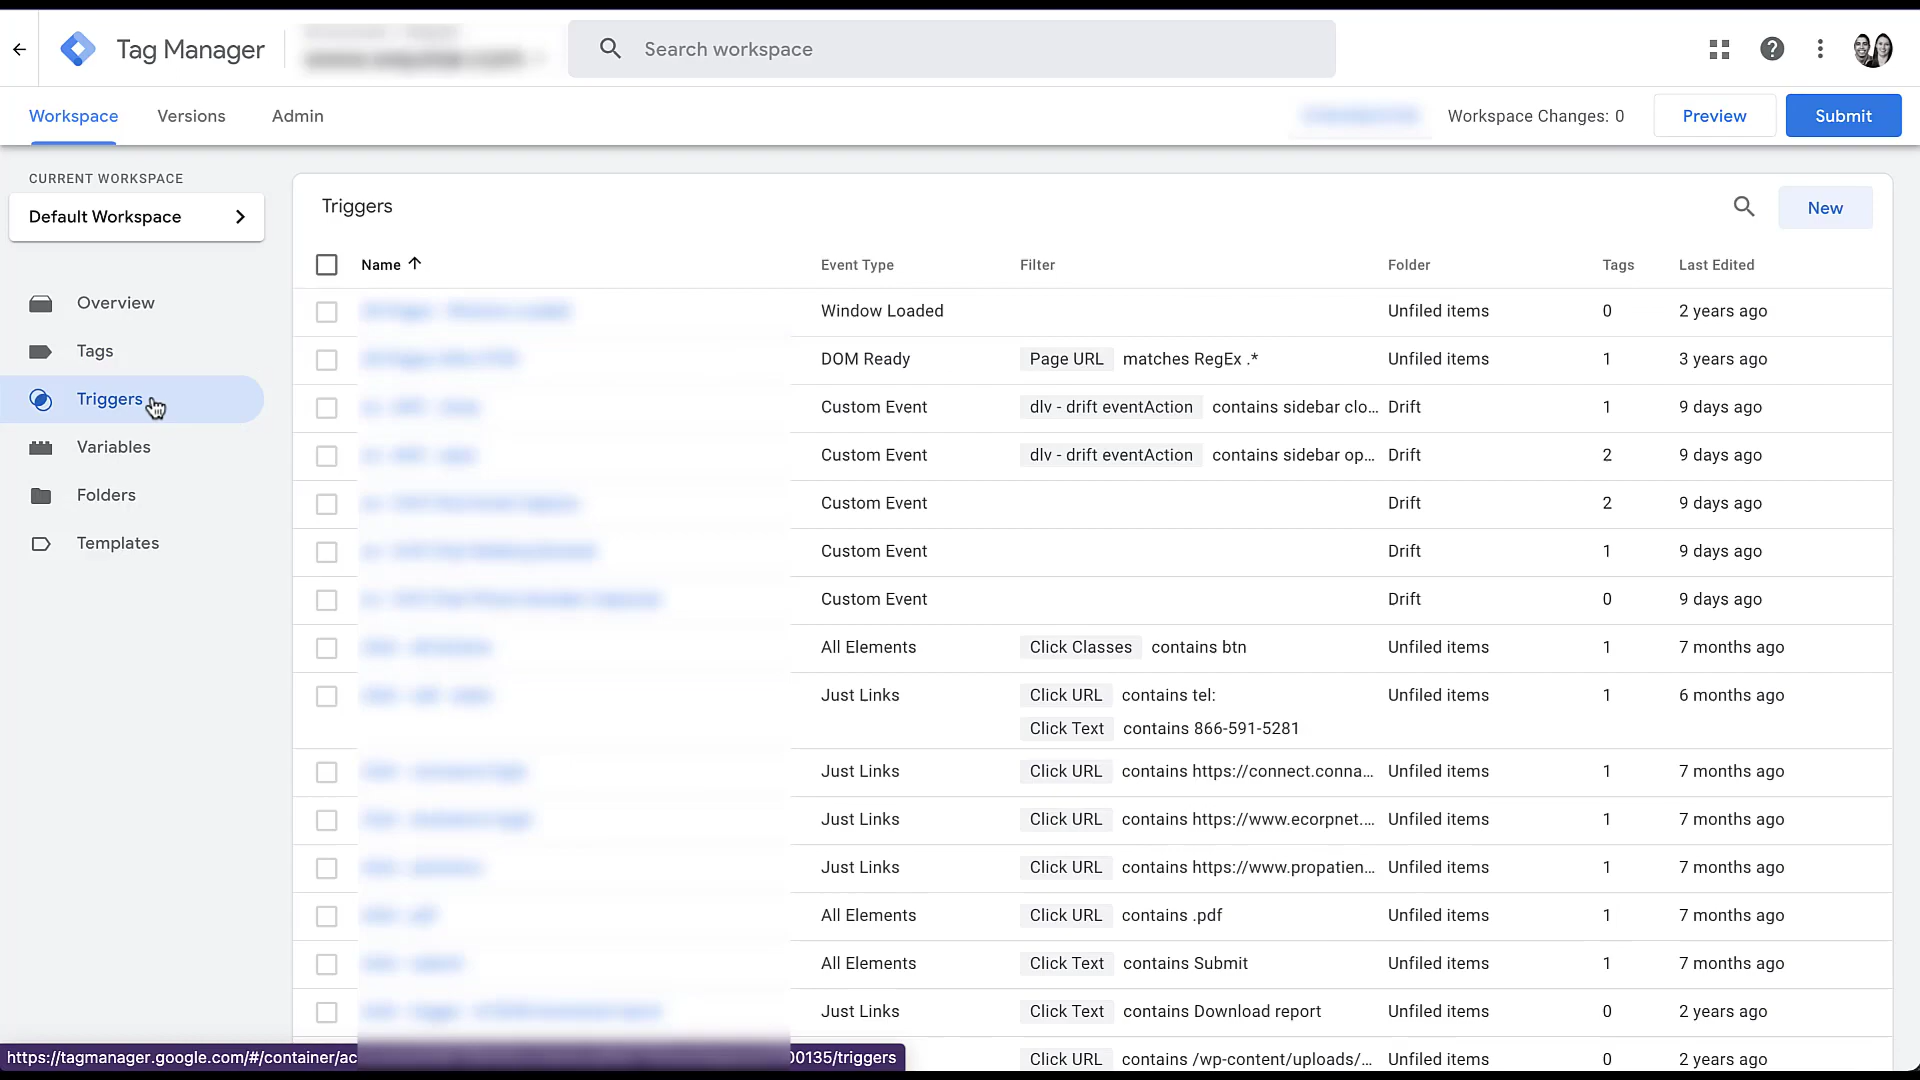 Tag Manager
Search workspace
Workspace Versions Admin
Workspace Changes: 0 Preview Submit
CURRENT WORKSPACE
Default Workspace
Overview
Tags
Triggers
Variables
Folders
Templates
Triggers
New
Name Event Type Filter Folder Tags Last Edited
Window Loaded Unfiled items 0 2 years ago
DOM Ready Page URL matches RegEx .* Unfiled items 1 3 years ago
Custom Event dlv - drift eventAction contains sidebar clo... Drift 1 9 days ago
Custom Event dlv - drift eventAction contains sidebar op... Drift 2 9 days ago
Custom Event Drift 2 9 days ago
Custom Event Drift 1 9 days ago
Custom Event Drift 0 9 days ago
All Elements Click Classes contains btn Unfiled items 1 7 months ago
Just Links Click URL contains tel: Unfiled items 1 6 months ago
Click Text contains 866-591-5281
Just Links Click URL contains https://connect.conna... Unfiled items 1 7 months ago
Just Links Click URL contains https://www.ecorpnet.... Unfiled items 1 7 months ago
Just Links Click URL contains https://www.propatien... Unfiled items 1 7 months ago
All Elements Click URL contains .pdf Unfiled items 1 7 months ago
All Elements Click Text contains Submit Unfiled items 1 7 months ago
Just Links Click Text contains Download report Unfiled items 0 2 years ago
Click URL contains /wp-content/uploads/... Unfiled items 0 2 years ago
https://tagmanager.google.com/#/container/ac 00135/triggers